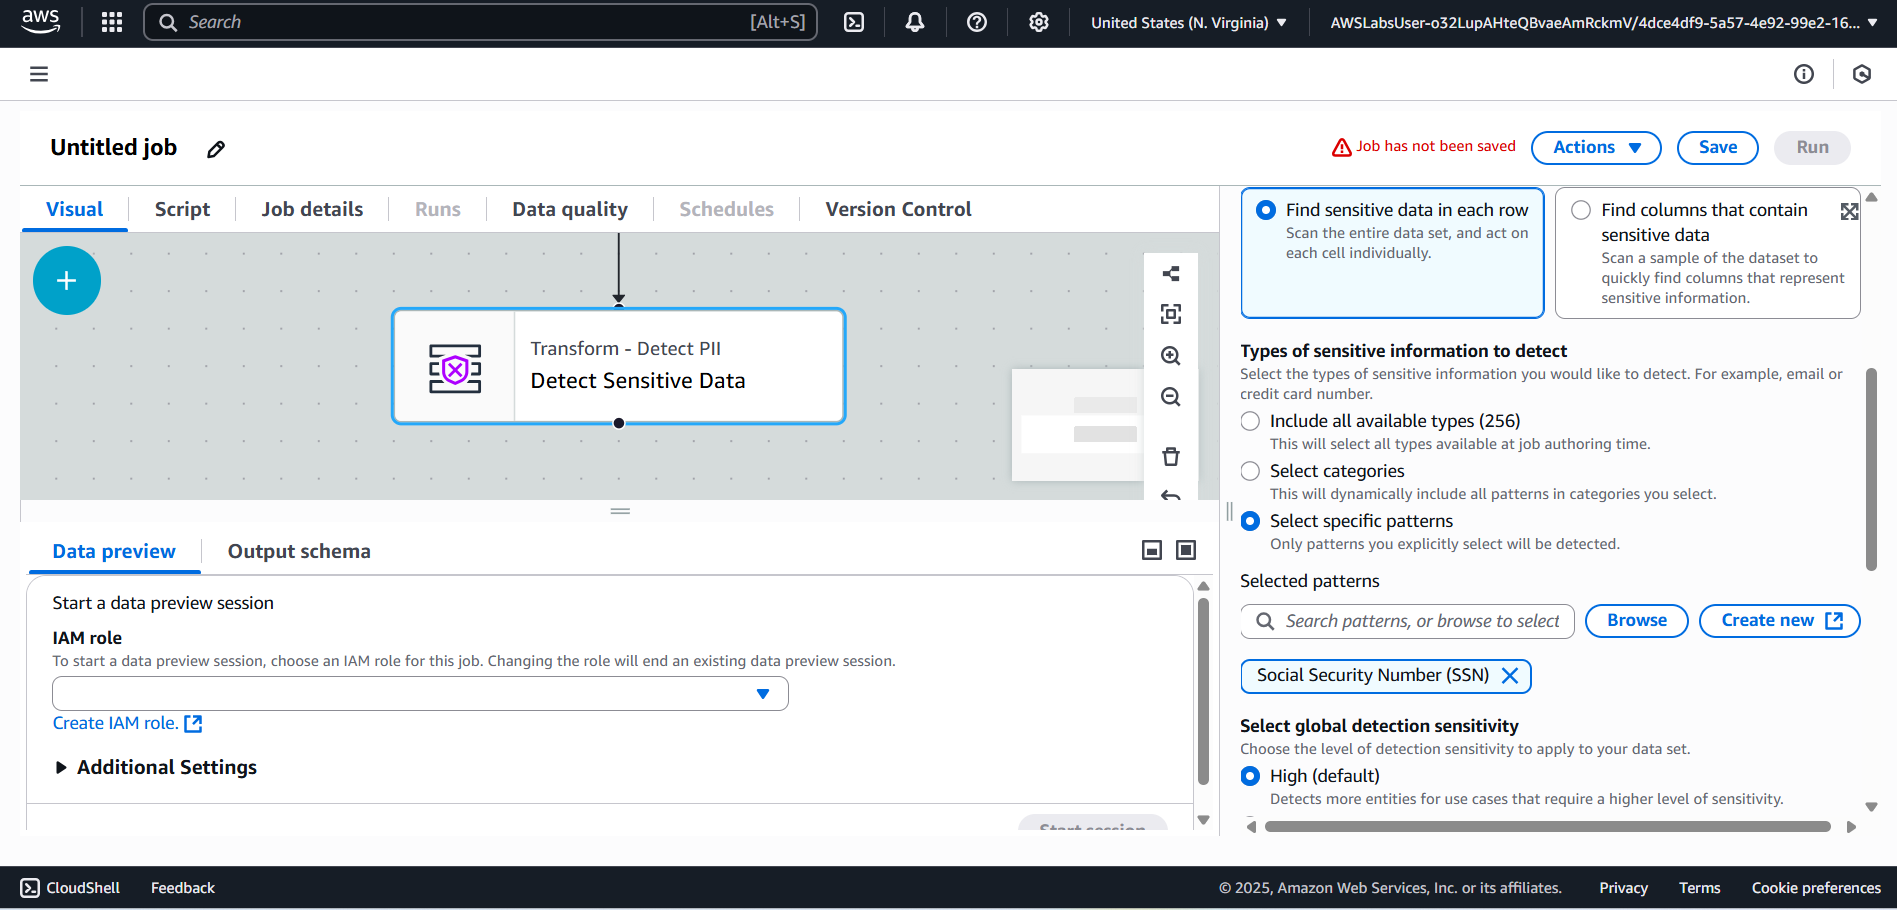 aws
Search
[Alt+S]
United States (N. Virginia)
AWSLabsUser-o32LupAHteQBvaeAmRckmV/4dce4df9-5a57-4e92-99e2-16...
Untitled job
Job has not been saved
Actions
Save
Run
Visual
Script
Job details
Runs
Data quality
Schedules
Version Control
Transform - Detect PII
Detect Sensitive Data
Data preview
Output schema
Start a data preview session
IAM role
To start a data preview session, choose an IAM role for this job. Changing the role will end an existing data preview session.
Create IAM role.
Additional Settings
Start session
Find sensitive data in each row
Scan the entire data set, and act on
each cell individually.
Find columns that contain
sensitive data
Scan a sample of the dataset to
quickly find columns that represent
sensitive information.
Types of sensitive information to detect
Select the types of sensitive information you would like to detect. For example, email or
credit card number.
Include all available types (256)
This will select all types available at job authoring time.
Select categories
This will dynamically include all patterns in categories you select.
Select specific patterns
Only patterns you explicitly select will be detected.
Selected patterns
Search patterns, or browse to select
Browse
Create new
Social Security Number (SSN)
Select global detection sensitivity
Choose the level of detection sensitivity to apply to your data set.
High (default)
Detects more entities for use cases that require a higher level of sensitivity.
CloudShell
Feedback
© 2025, Amazon Web Services, Inc. or its affiliates.
Privacy
Terms
Cookie preferences